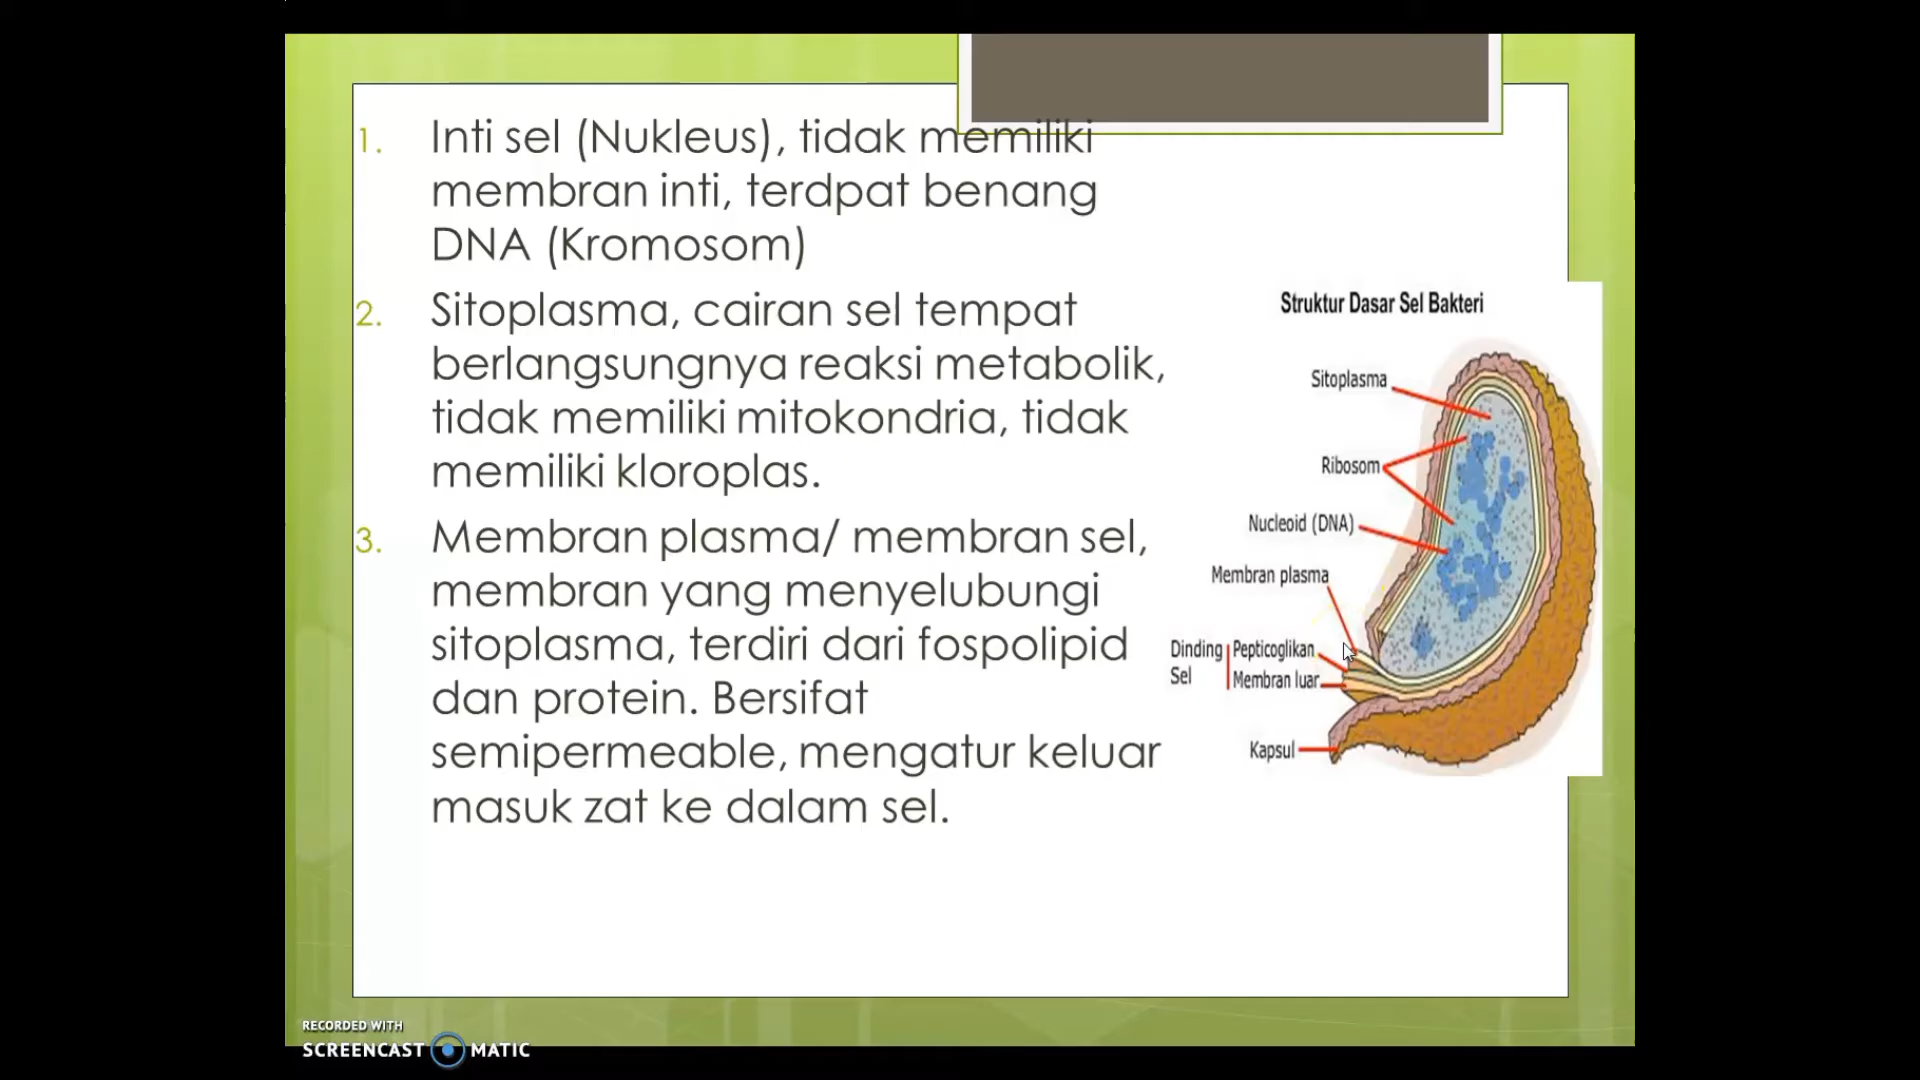 1. Inti sel (Nukleus), tidak memiliki
membran inti, terdpat benang
DNA (Kromosom)
2. Sitoplasma, cairan sel tempat
berlangsungnya reaksi metabolik,
tidak memiliki mitokondria, tidak
memiliki kloroplas.
3. Membran plasma/ membran sel,
membran yang menyelubungi
sitoplasma, terdiri dari fospolipid
dan protein. Bersifat
semipermeable, mengatur keluar
masuk zat ke dalam sel.
Struktur Dasar Sel Bakteri
Sitoplasma
Ribosom
Nucleoid (DNA)
Membran plasma
Dinding Sel
Pepticoglikan
Membran luar
Kapsul
RECORDED WITH
SCREENCAST MATIC